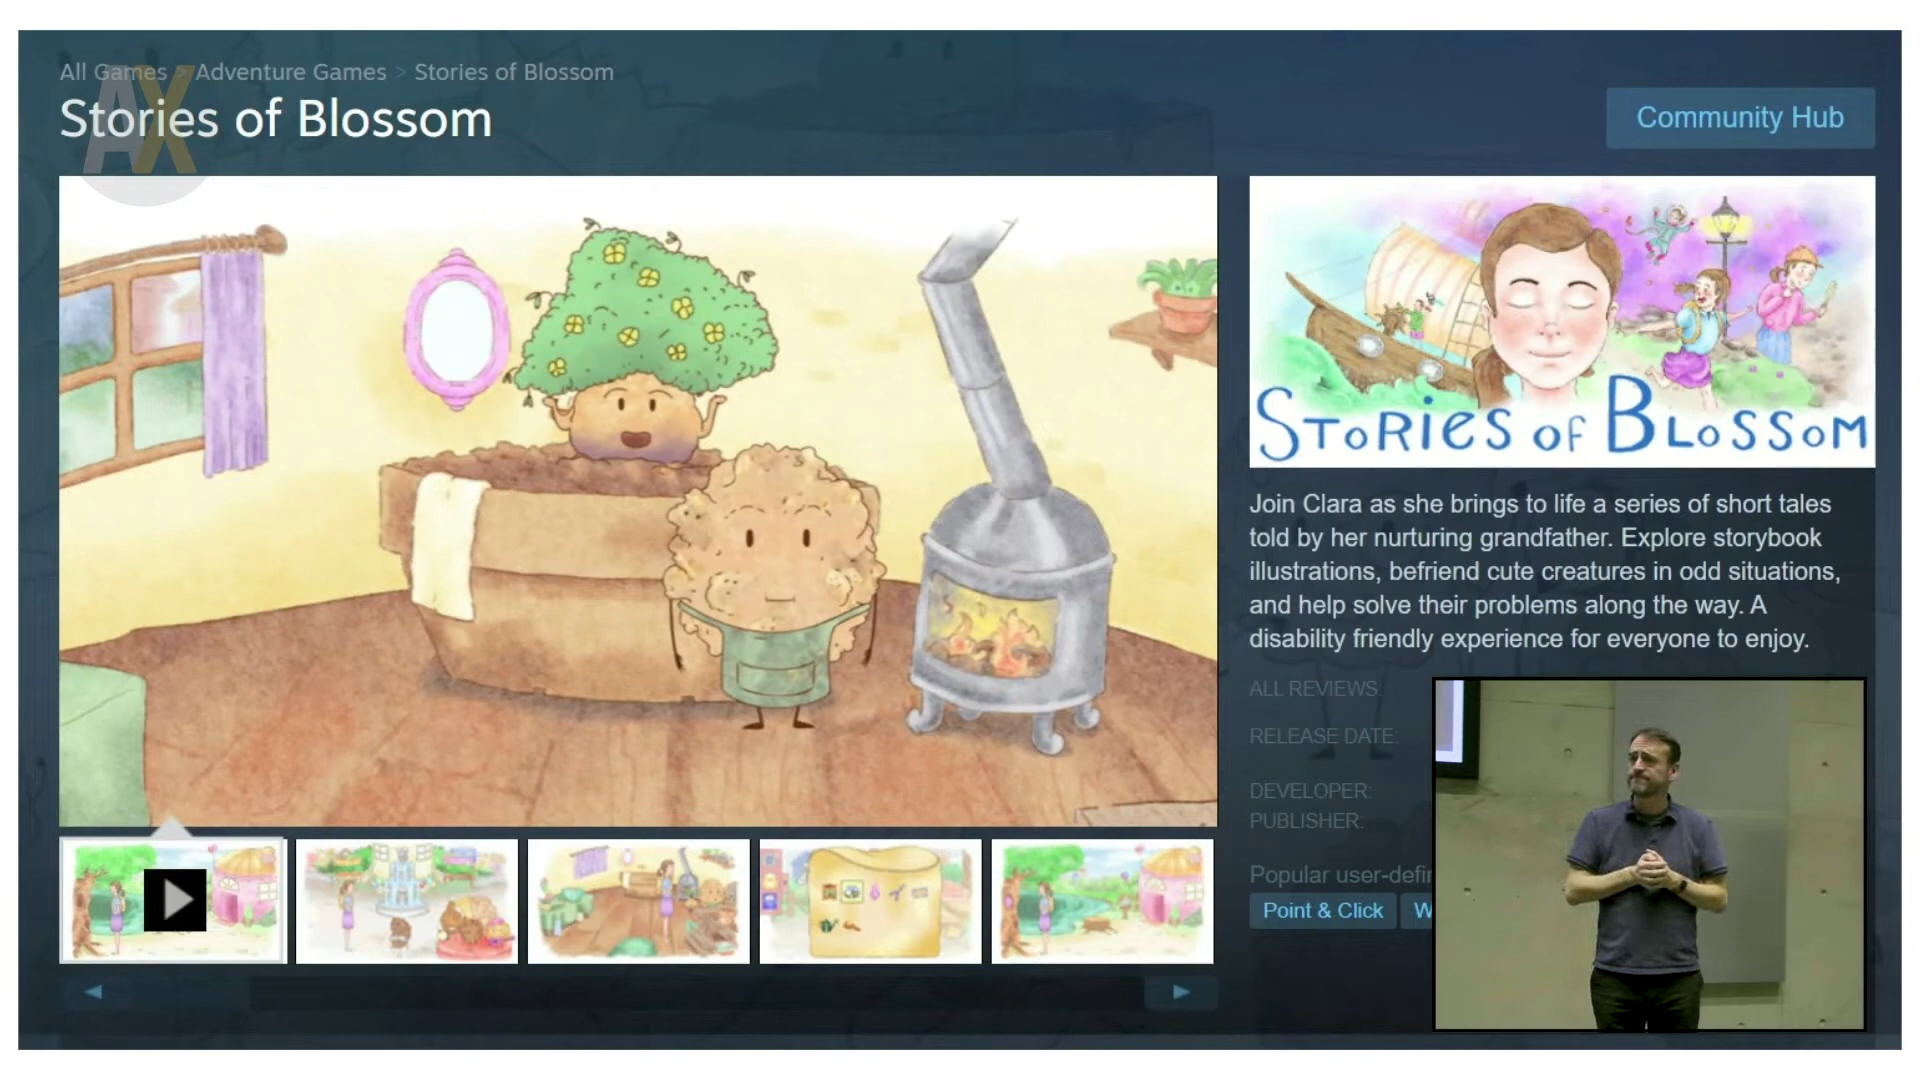 All Games > Adventure Games > Stories of Blossom
AX
Stories of Blossom
Community Hub
STORIES OF BLOSSOM
Join Clara as she brings to life a series of short tales
told by her nurturing grandfather. Explore storybook
illustrations, befriend cute creatures in odd situations,
and help solve their problems along the way. A
disability friendly experience for everyone to enjoy.
ALL REVIEWS:
RELEASE DATE:
DEVELOPER:
PUBLISHER:
Popular
Point & Click